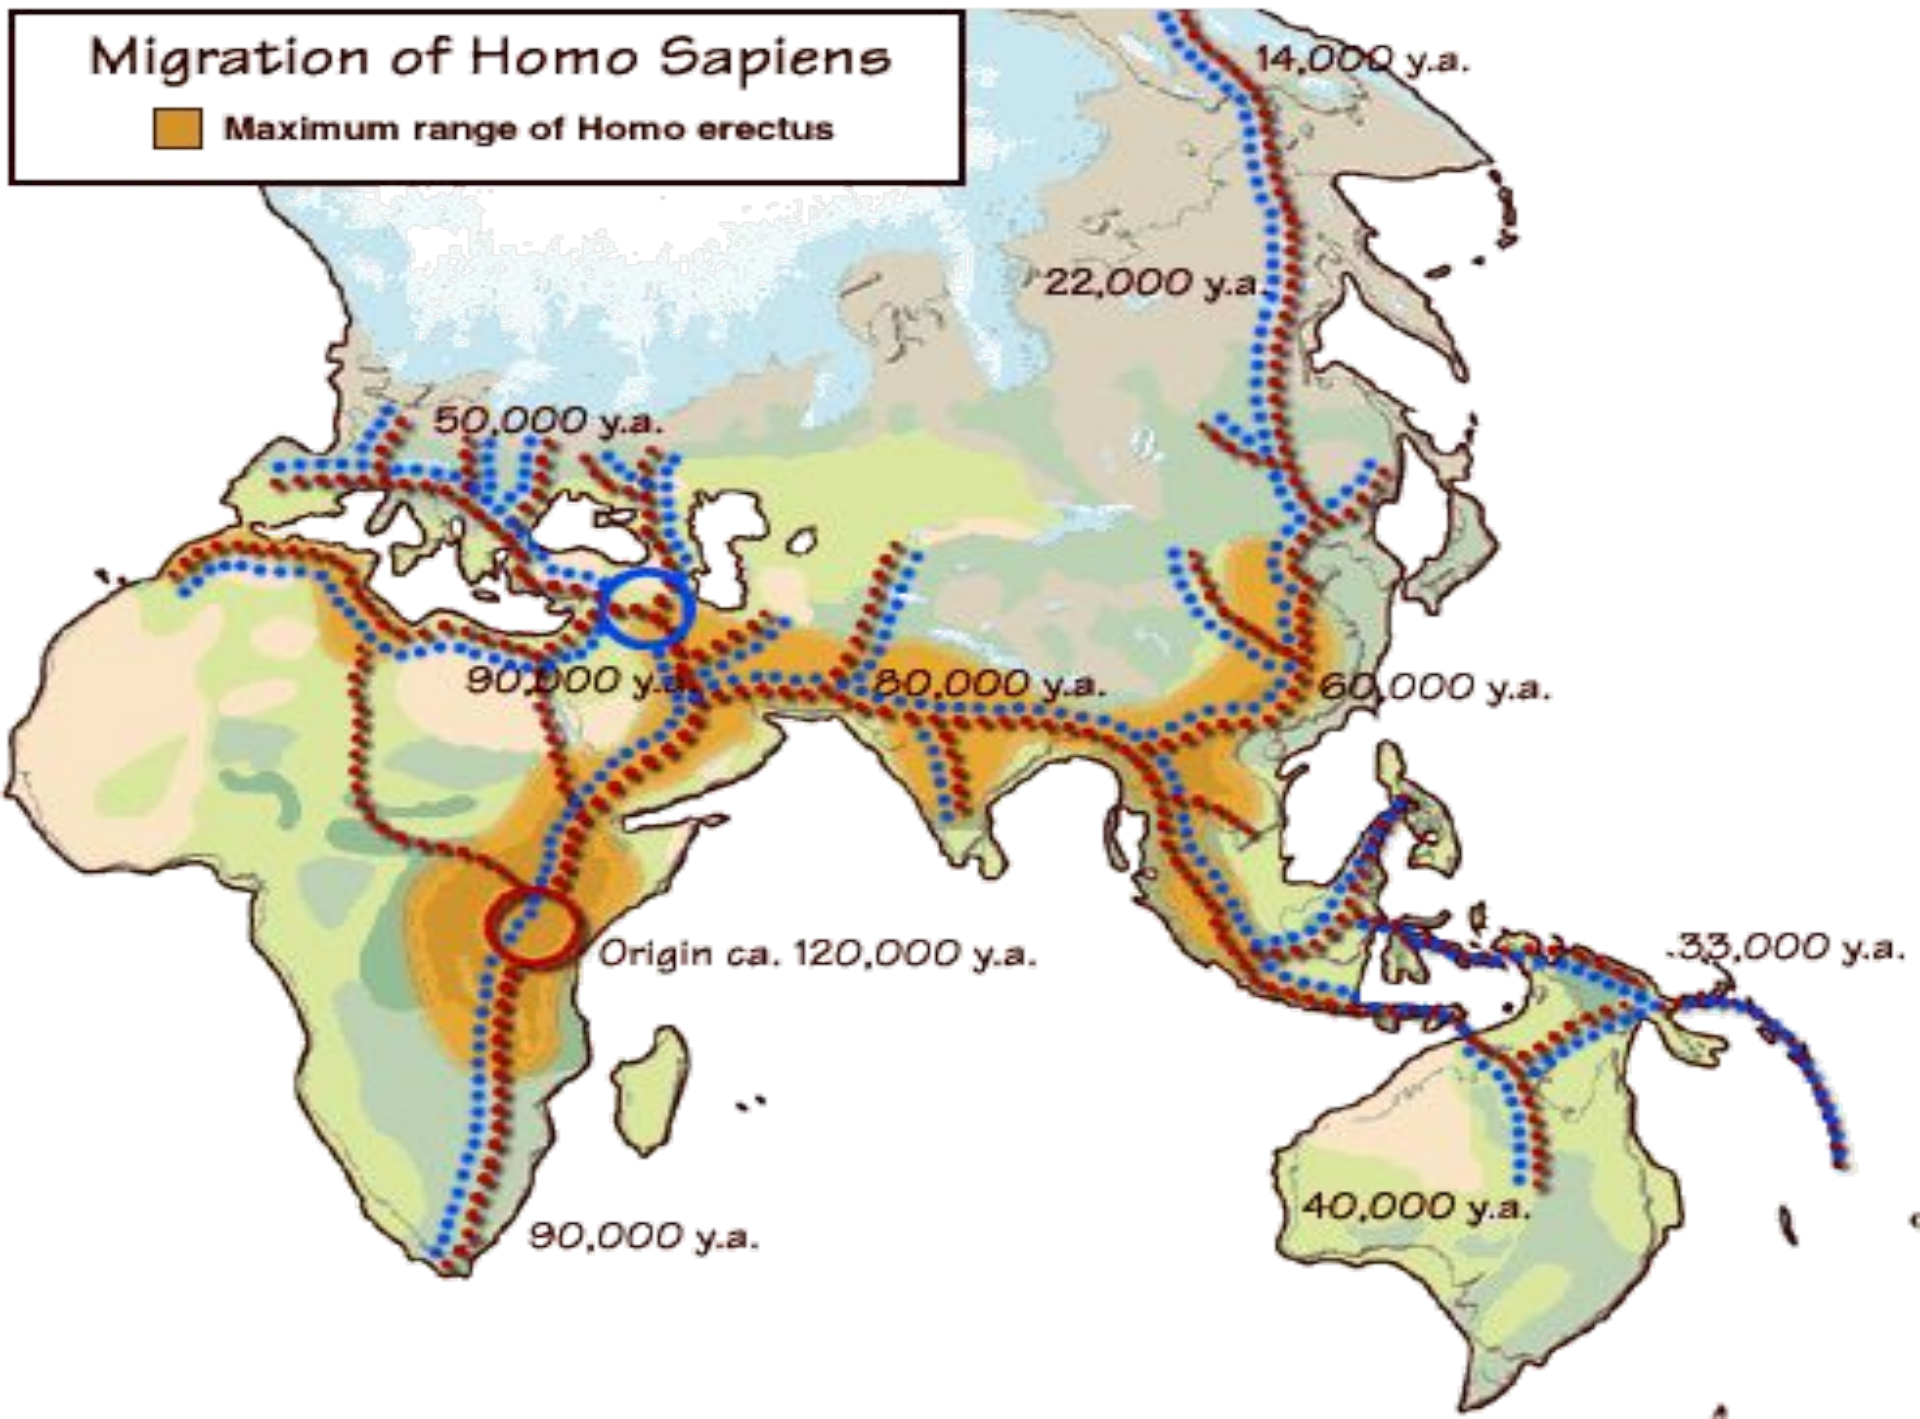 Migration of Homo Sapiens
Maximum range of Homo erectus
14,000 y.a.
22,000 y.a.
50,000 y.a.
90,000 y.a.
80,000 y.a.
60,000 y.a.
Origin ca. 120,000 y.a.
33,000 y.a.
40,000 y.a.
90,000 y.a.